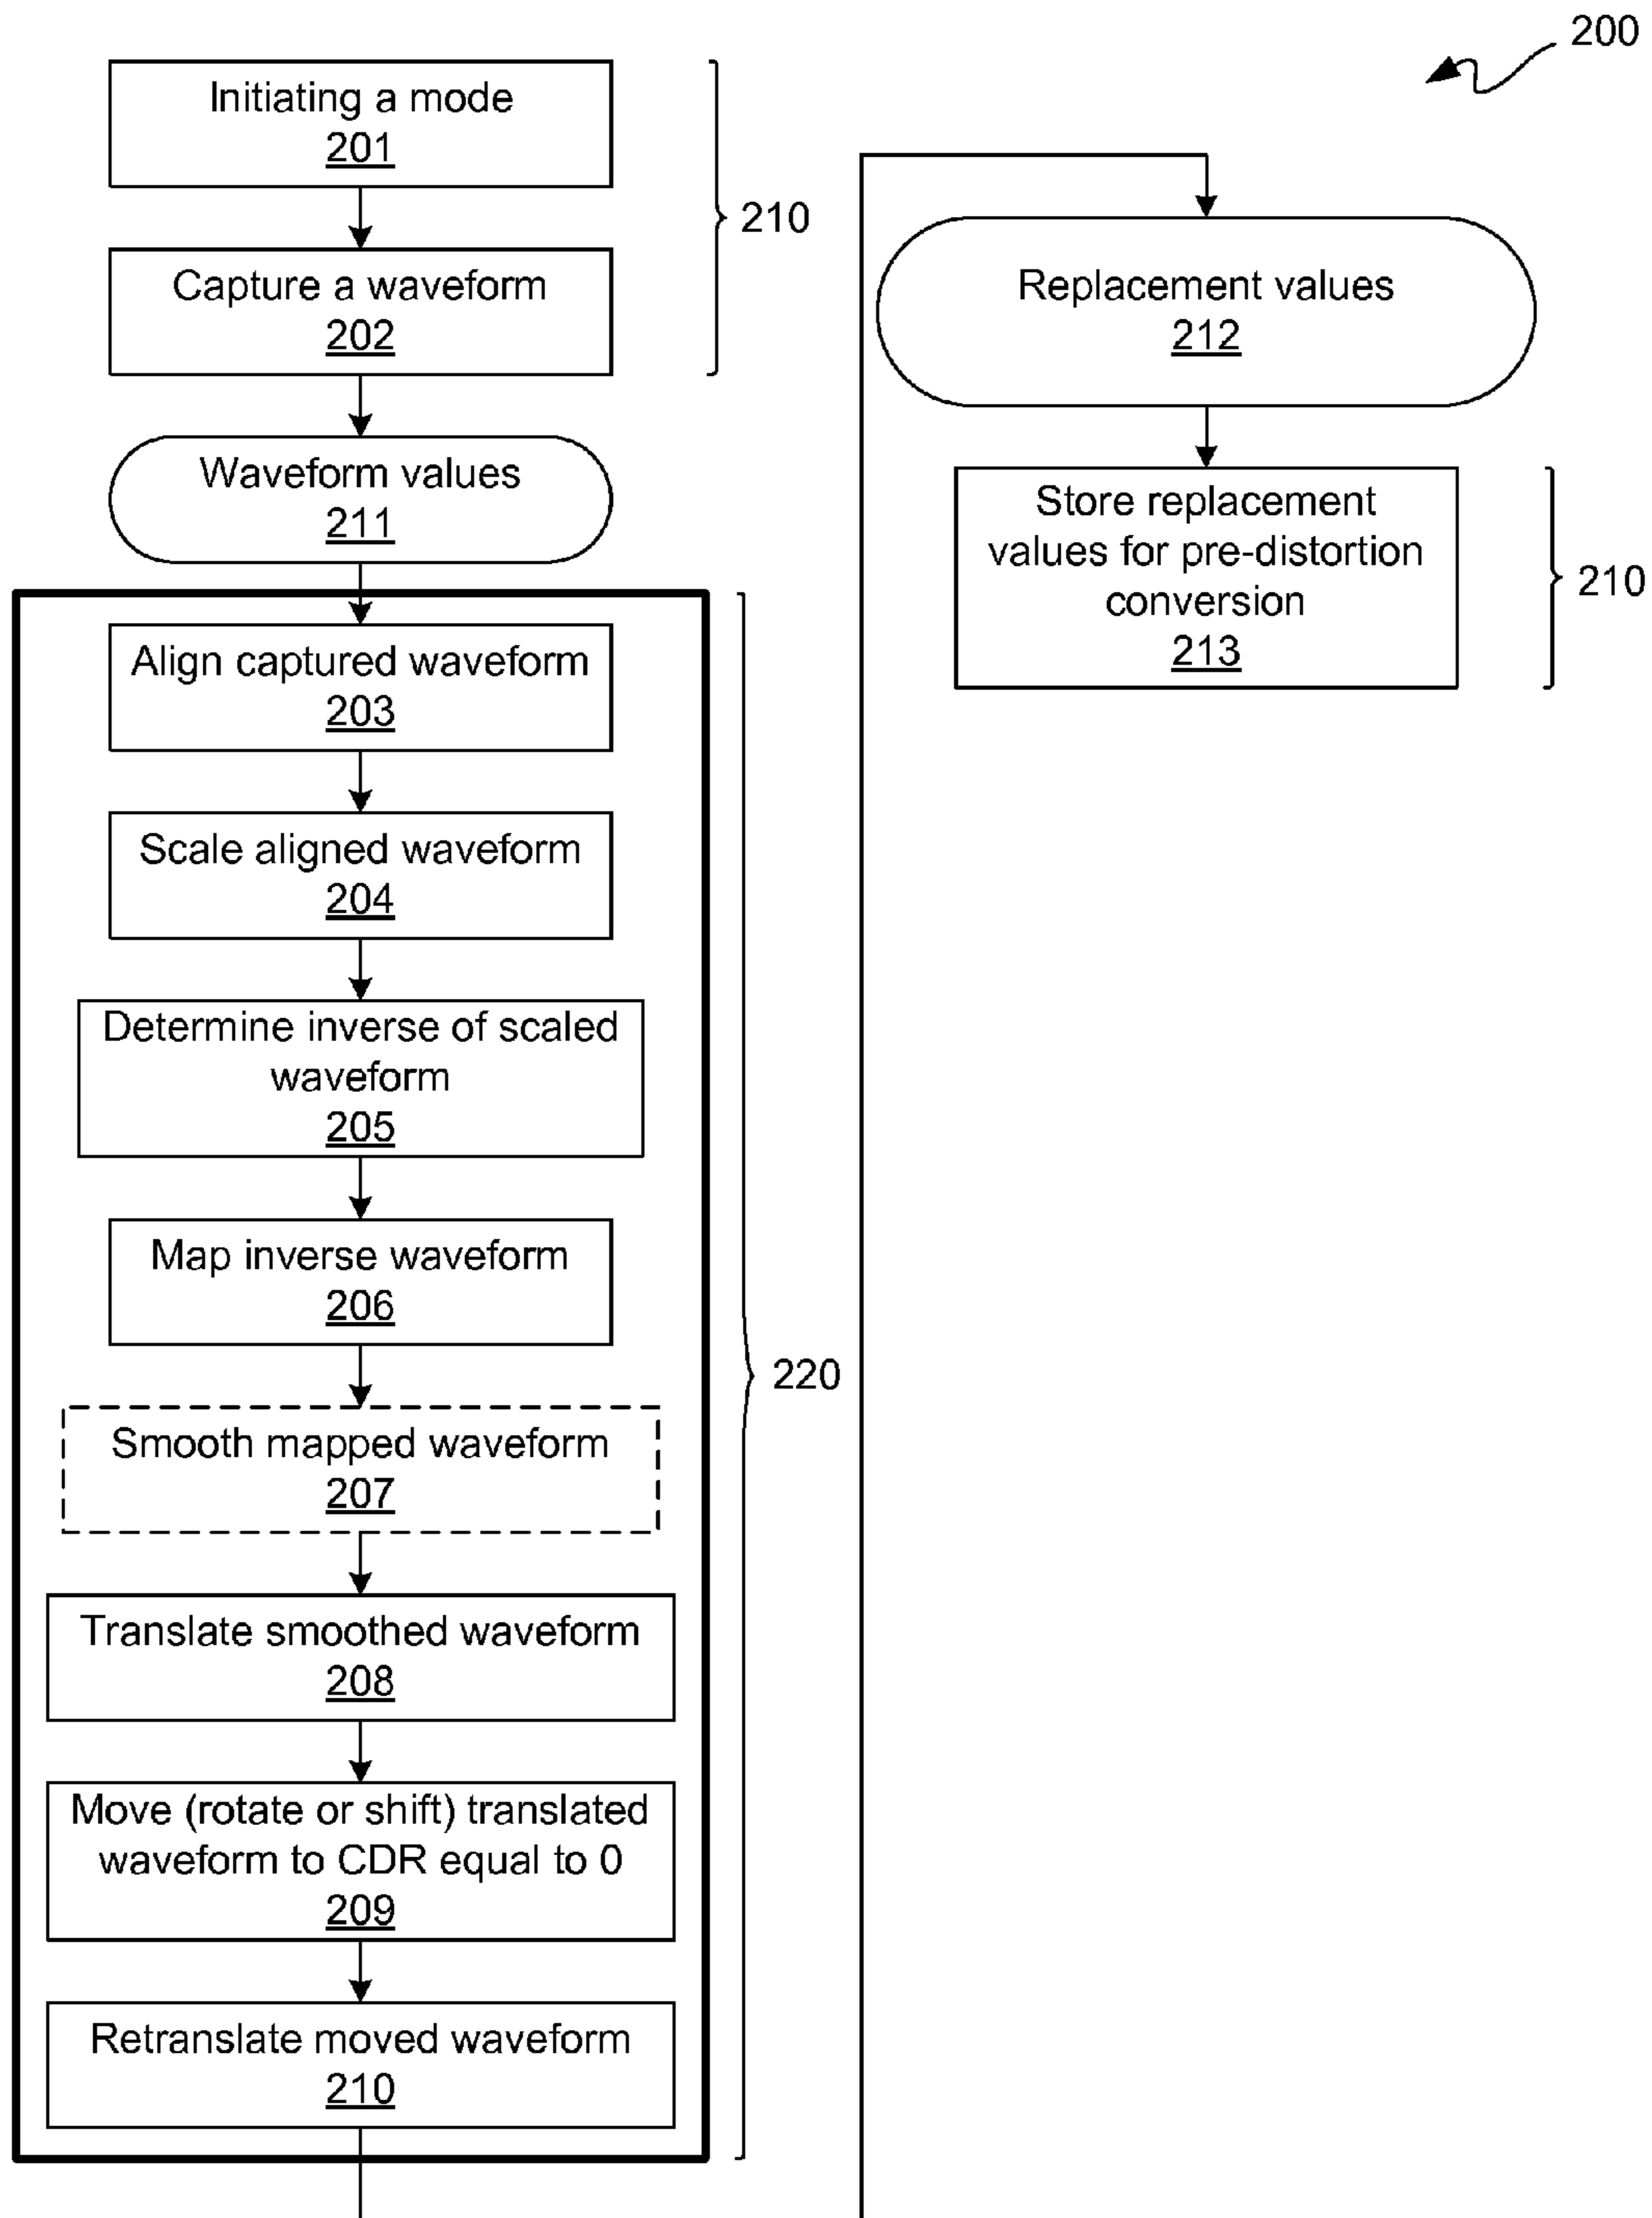 200
Initiating a mode
201
210
Capture a waveform
202
Waveform values
211
Align captured waveform
203
Scale aligned waveform
204
Determine inverse of scaled
waveform
205
Map inverse waveform
206
220
Smooth mapped waveform
207
Translate smoothed waveform
208
Move (rotate or shift) translated
waveform to CDR equal to 0
209
Retranslate moved waveform
210
Replacement values
212
Store replacement
values for pre-distortion
conversion
213
210